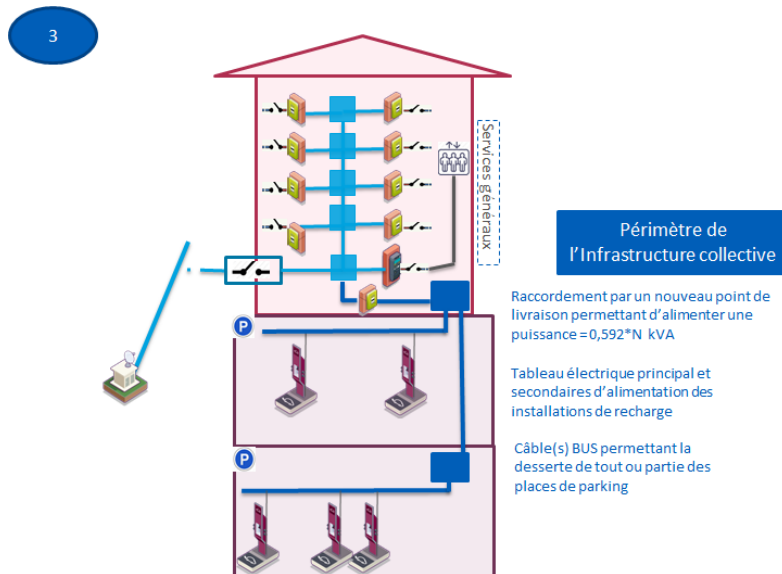 3
Services généraux
Périmètre de
l'Infrastructure collective
Raccordement par un nouveau point de
livraison permettant d'alimenter une
puissance = 0,592*N kVA
P
Tableau électrique principal et
secondaires d'alimentation des
installations de recharge
Câble(s) BUS permettant la
desserte de tout ou partie des
places de parking
P